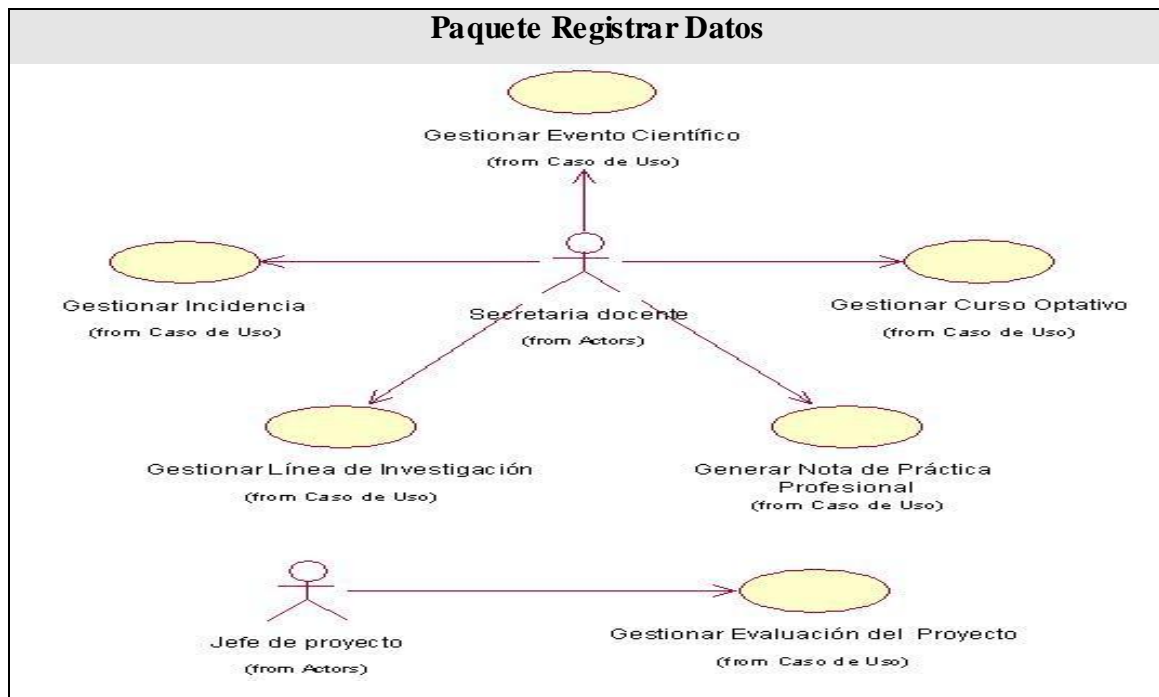 Paquete Registrar Datos
Gestionar Evento Científico
(from Caso de Uso)
Gestionar Incidencia
(from Caso de Uso)
Secretaria docente
(from Actors)
Gestionar Curso Optativo
(from Caso de Uso)
Gestionar Línea de Investigación
(from Caso de Uso)
Generar Nota de Práctica
Profesional
(from Caso de Uso)
Jefe de proyecto
(from Actors)
Gestionar Evaluación del Proyecto
(from Caso de Uso)